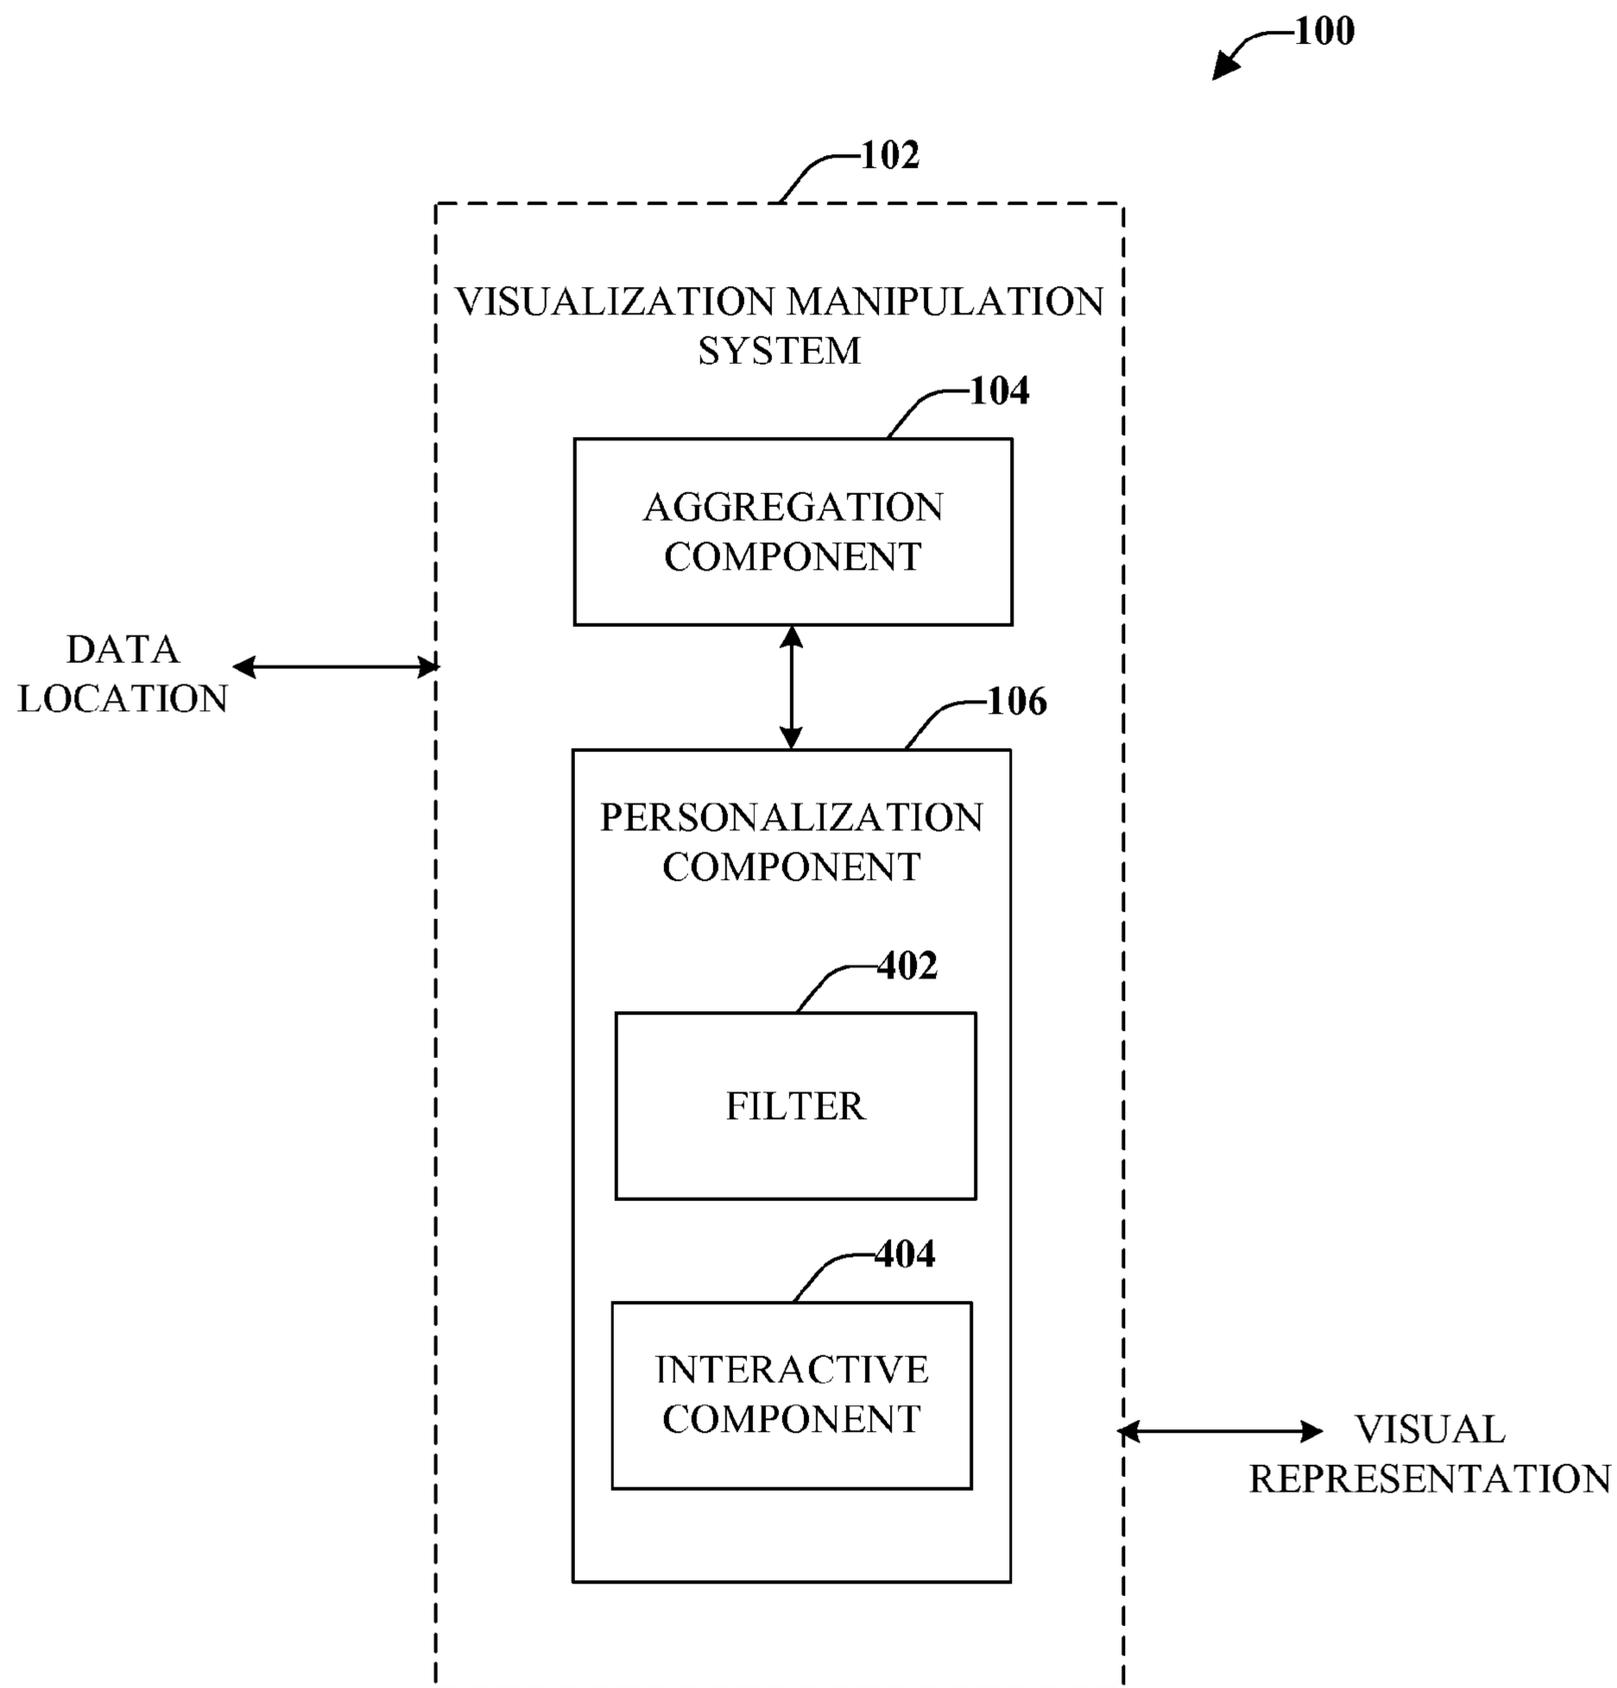 100
102
VISUALIZATION MANIPULATION
SYSTEM
104
AGGREGATION
COMPONENT
DATA
LOCATION
106
PERSONALIZATION
COMPONENT
402
FILTER
404
INTERACTIVE
COMPONENT
VISUAL
REPRESENTATION